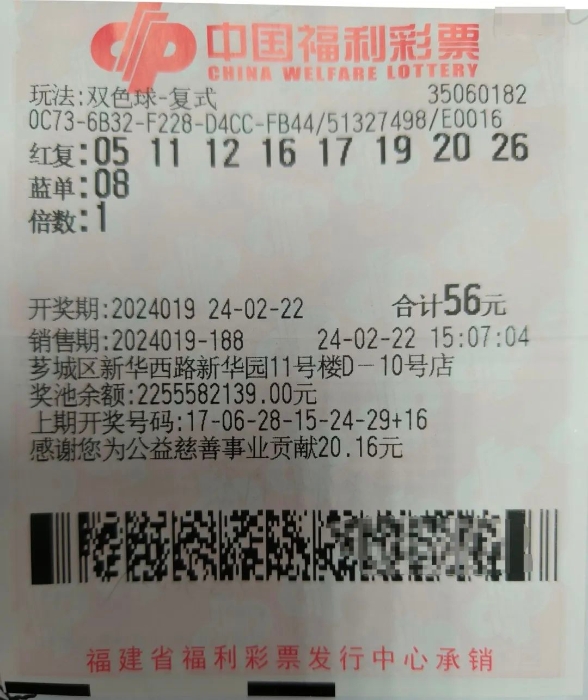 中国福利彩票
CHINA WELFARE LOTTERY
玩法:双色球-复式 35060182
0C73-6B32-F228-D4CC-FB44/51327498/E0016
红复:05 11 12 16 17 19 20 26
蓝单:08
倍数:1
开奖期:2024019 24-02-22 合计56元
销售期:2024019-188 24-02-22 15:07:04
芗城区新华西路新华园11号楼D-10号店
奖池余额:2255582139.00元
上期开奖号码:17-06-28-15-24-29+16
感谢您为公益慈善事业贡献20.16元
福建省福利彩票发行中心承销